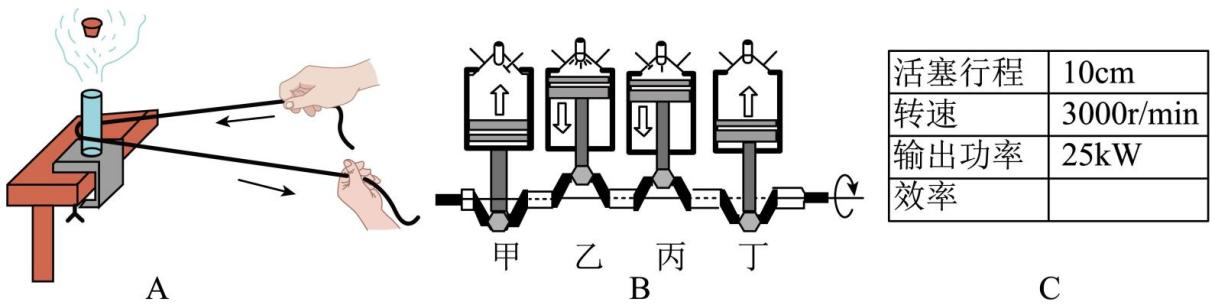 甲 乙 丙 丁
A B C
活塞行程 10cm
转速 3000r/min
输出功率 25kW
效率